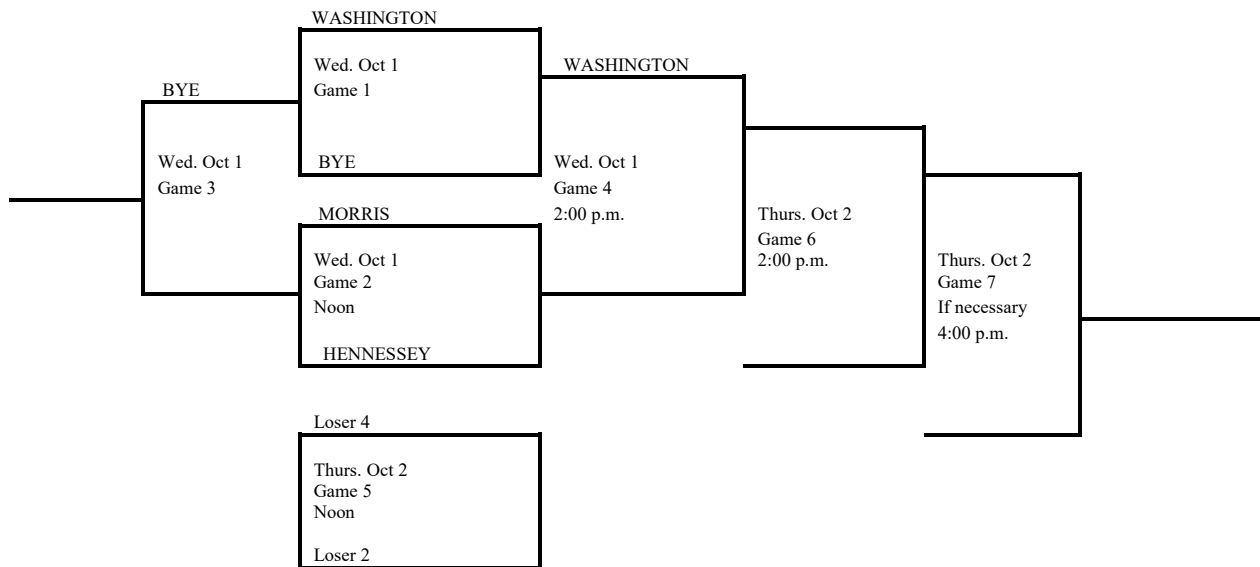 WASHINGTON
Wed. Oct 1
Game 1
BYE
WASHINGTON
BYE
Wed. Oct 1
Game 3
MORRIS
Wed. Oct 1
Game 2
Noon
HENNESSEY
Wed. Oct 1
Game 4
2:00 p.m.
Thurs. Oct 2
Game 6
2:00 p.m.
Thurs. Oct 2
Game 7
If necessary
4:00 p.m.
Loser 4
Thurs. Oct 2
Game 5
Noon
Loser 2